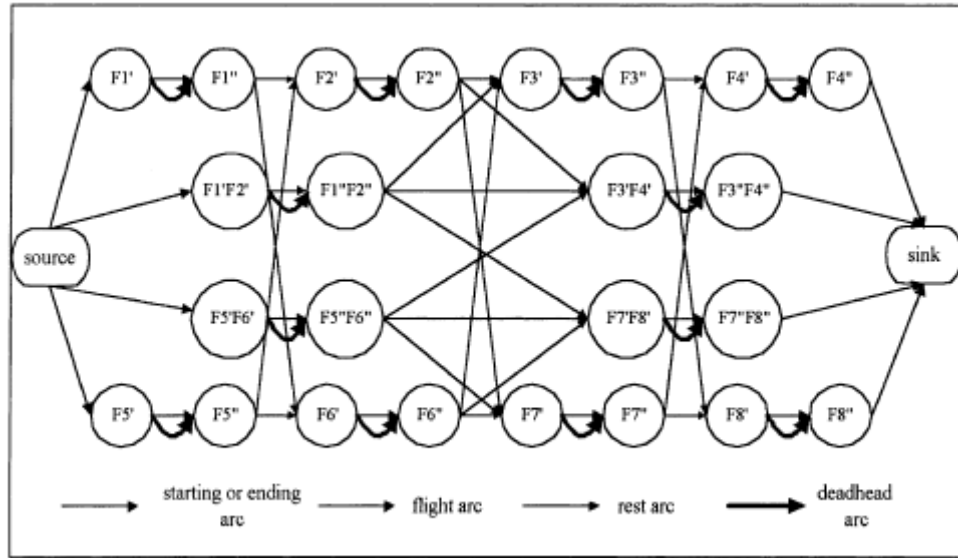 F1' F1" F2' F2" F3' F3" F4' F4"
F1'F2' F1"F2" F3'F4' F3"F4"
source sink
F5'F6' F5"F6" F7'F8' F7"F8"
F5' F5" F6' F6" F7' F7" F8' F8"
starting or ending arc flight arc rest arc deadhead arc